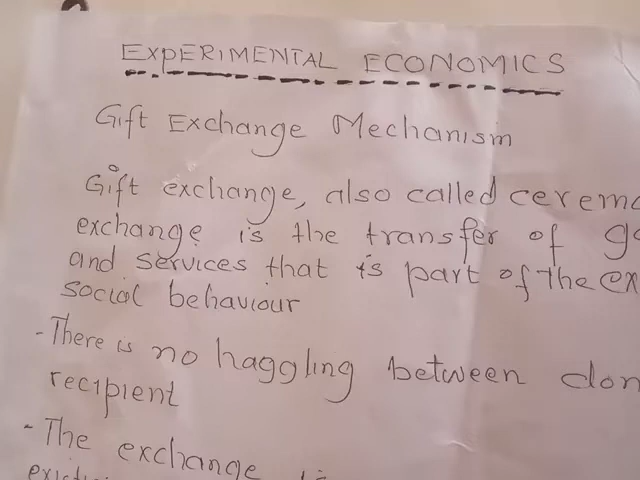 EXPERIMENTAL ECONOMICS
Gift Exchange Mechanism
Gift exchange, also called
exchange is the transfer of
and services that is part of the
social behaviour
- There is no haggling between
recipient
- The exchange